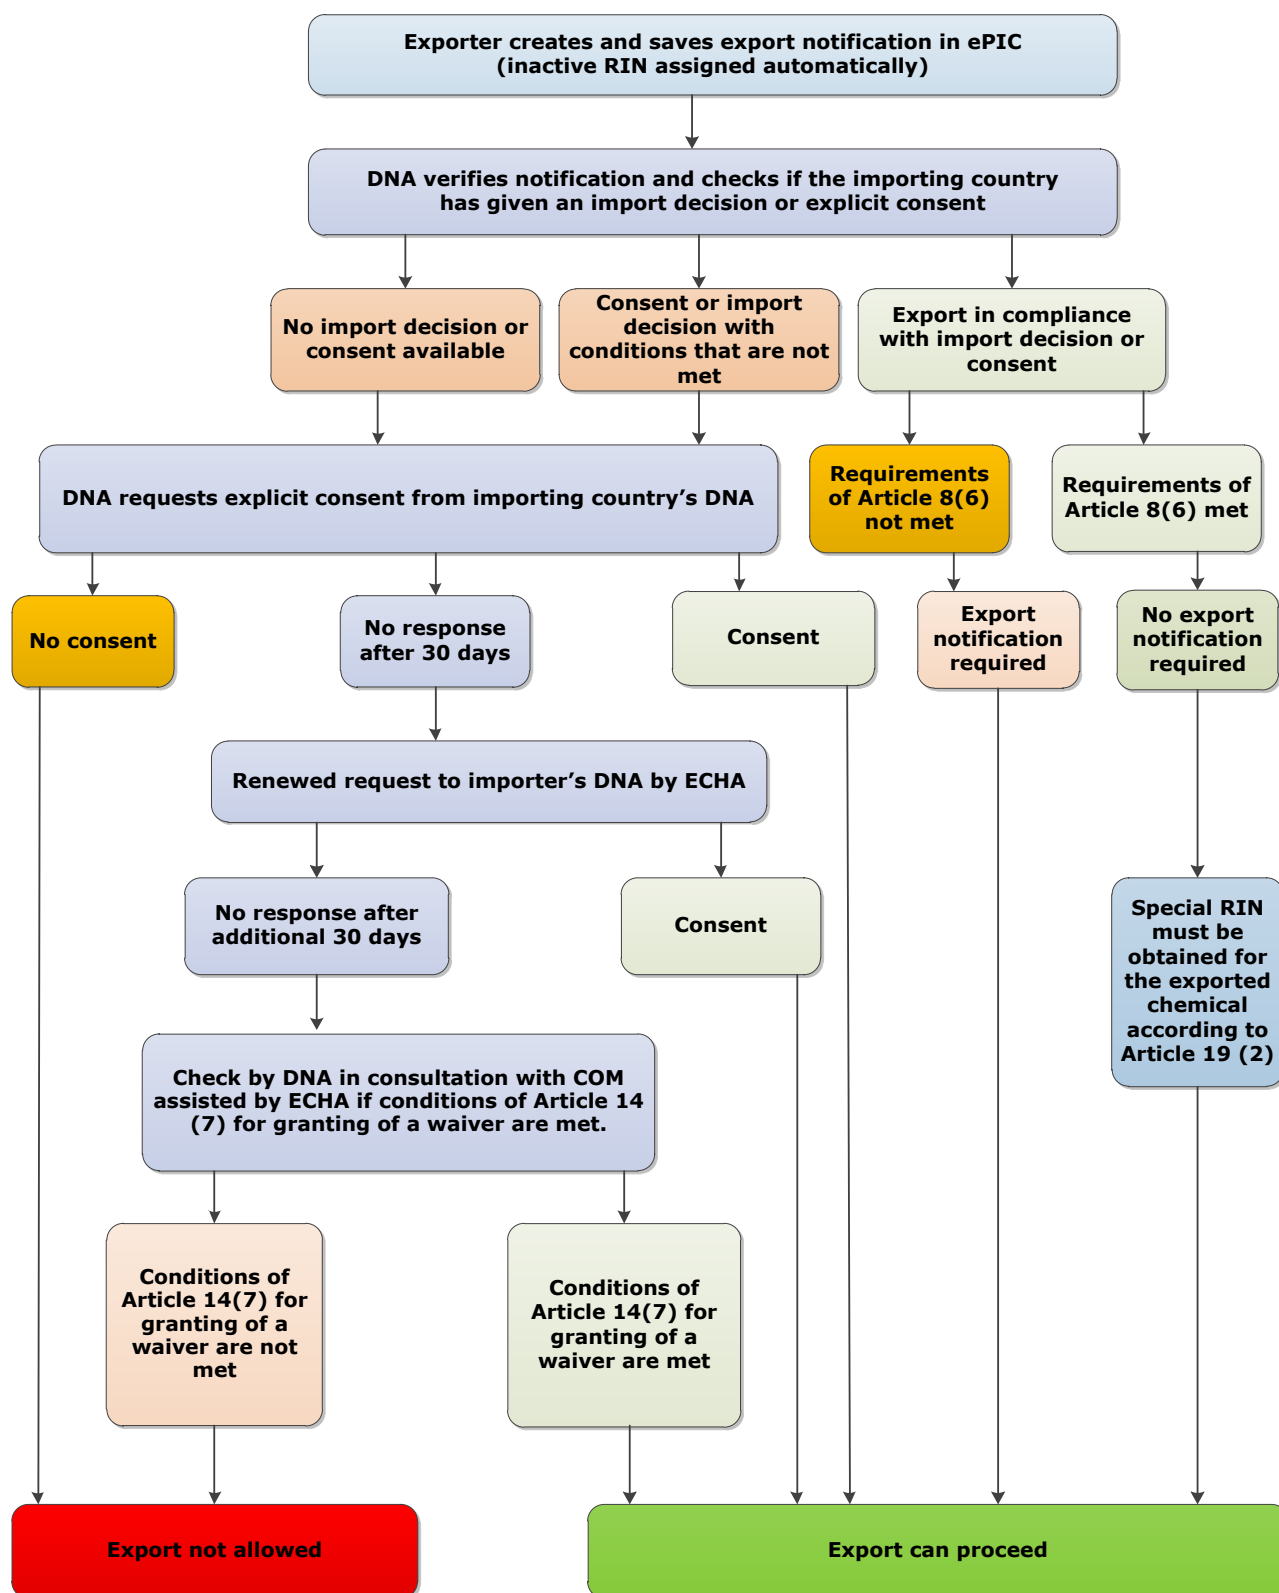 Exporter creates and saves export notification in ePIC
(inactive RIN assigned automatically)
DNA verifies notification and checks if the importing country
has given an import decision or explicit consent
No import decision or
consent available
Consent or import
decision with
conditions that are not
met
Export in compliance
with import decision or
consent
DNA requests explicit consent from importing country's DNA
Requirements
of Article 8(6)
not met
Requirements of
Article 8(6) met
No consent
No response
after 30 days
Consent
Export
notification
required
No export
notification
required
Renewed request to importer's DNA by ECHA
No response after
additional 30 days
Consent
Special RIN
must be
obtained for
the exported
chemical
according to
Article 19 (2)
Check by DNA in consultation with COM
assisted by ECHA if conditions of Article 14
(7) for granting of a waiver are met.
Conditions of
Article 14(7) for
granting of a
waiver are not
met
Conditions of
Article 14(7) for
granting of a
waiver are met
Export not allowed
Export can proceed